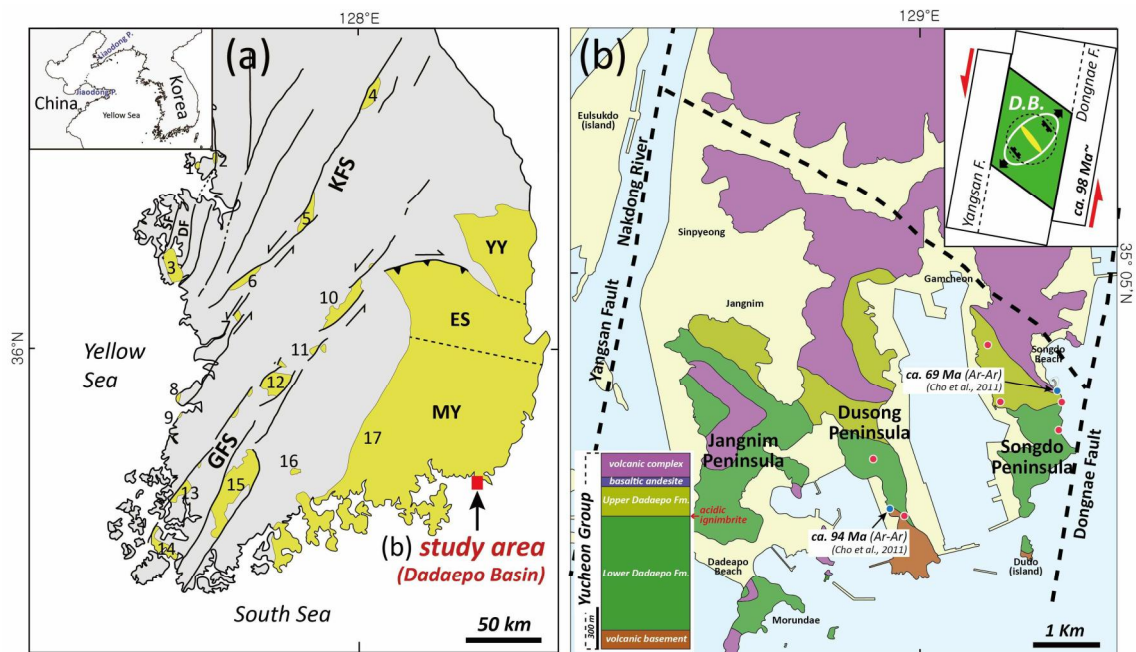 128°E
129°E
Liaodong P.
China
Jiaodong P.
Korea
Yellow Sea
(a)
4
KFS
1
2
SF
DF
3
5
6
7
YY
ES
MY
10
11
12
36°N
Yellow
Sea
8
9
GFS
17
16
13
15
14
(b) study area
(Dadaepo Basin)
South Sea
50 km
(b)
Eulsukdo
(island)
Nakdong River
Sinpyeong
Yangsan Fault
Jangnim
Gamcheon
35°05'N
D.B.
Dongnae F.
Yangsan F.
ca. 98 Ma~
Songdo
Beach
ca. 69 Ma (Ar-Ar)
(Cho et al., 2011)
Jangnim
Peninsula
Dusong
Peninsula
Songdo
Peninsula
Dongnae Fault
ca. 94 Ma (Ar-Ar)
(Cho et al., 2011)
Dudo
(island)
Dadeapo
Beach
Morundae
Yucheon Group
volcanic complex
basaltic andesite
Upper Dadaepo Fm.
acidic
ignimbrite
Lower Dadaepo Fm.
volcanic basement
300 m
1 Km